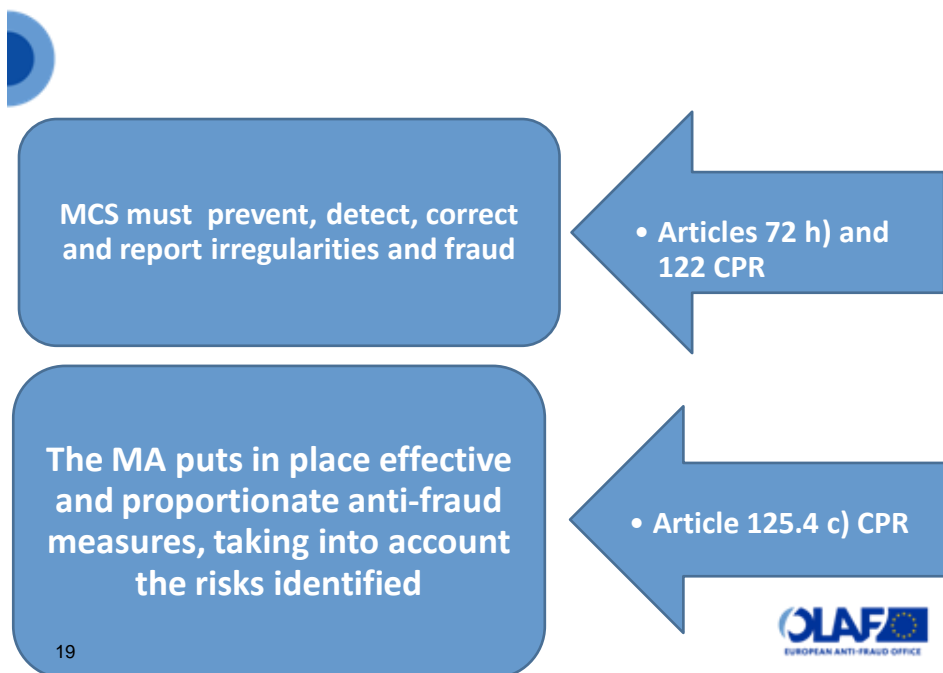 MCS must prevent, detect, correct
and report irregularities and fraud
• Articles 72 h) and
122 CPR
The MA puts in place effective
and proportionate anti-fraud
measures, taking into account
the risks identified
• Article 125.4 c) CPR
19
OLAF
EUROPEAN ANTI-FRAUD OFFICE